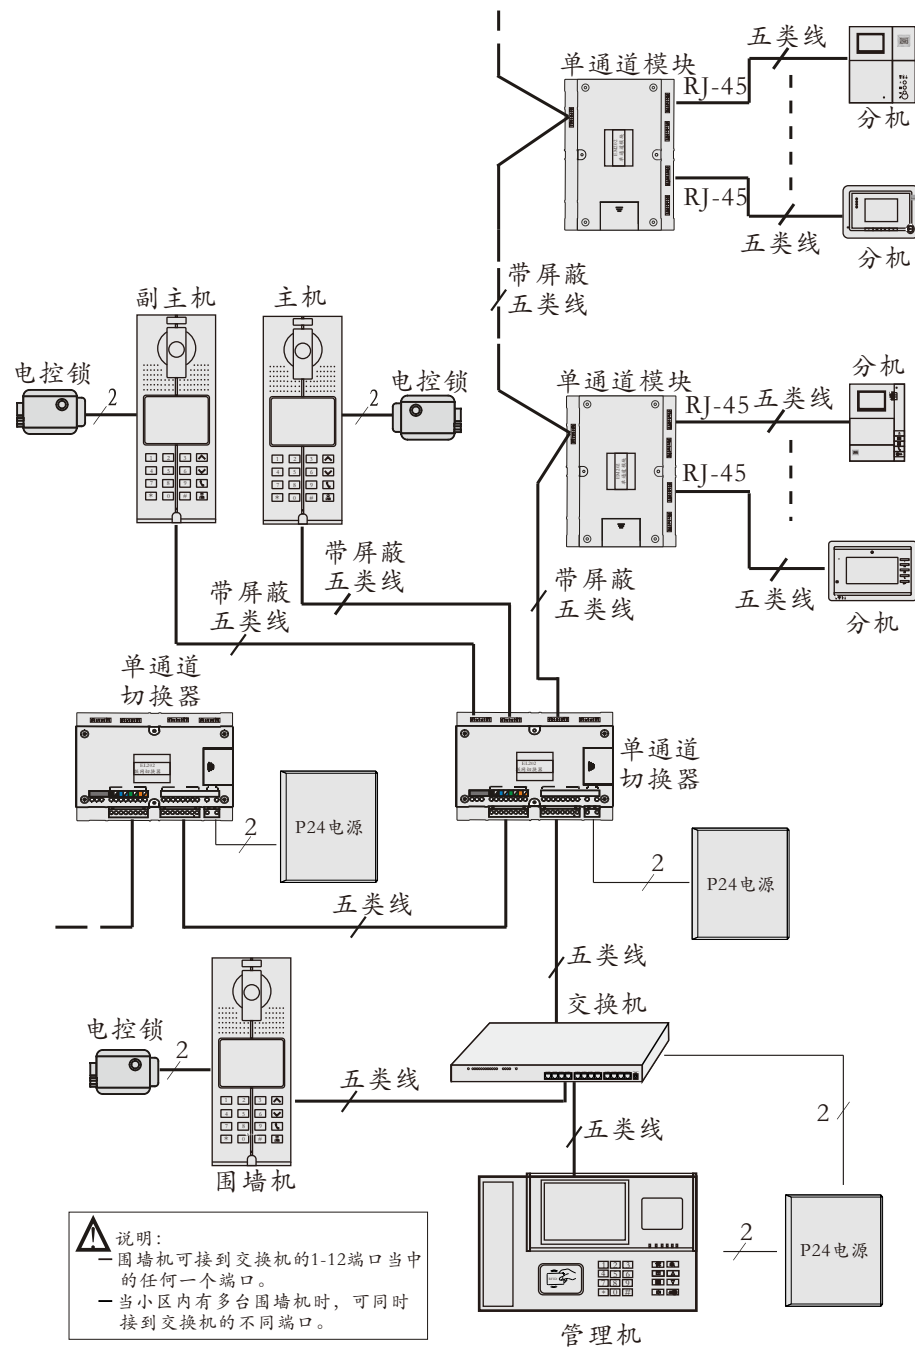 五类线
单通道模块
RJ-45
分机
RJ-45
五类线
分机
带屏蔽
五类线
副主机
主机
电控锁
2
2
电控锁
单通道模块
分机
RJ-45
五类线
RJ-45
五类线
分机
带屏蔽
五类线
带屏蔽
五类线
带屏蔽
五类线
单通道
切换器
单通道
切换器
2
P24电源
2
P24电源
五类线
五类线
交换机
电控锁
2
五类线
围墙机
五类线
2
2
P24电源
管理机
说明:
—围墙机可接到交换机的1-12端口当中
的任何一个端口。
—当小区内有多台围墙机时，可同时
接到交换机的不同端口。